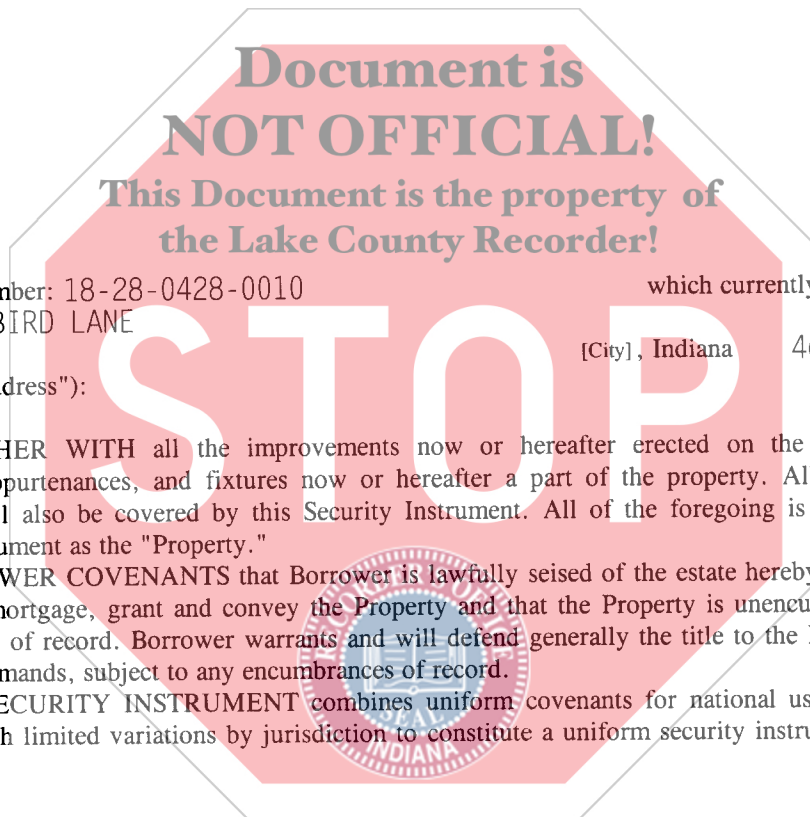 Document is
NOT OFFICIAL!
This Document is the property of
the Lake County Recorder!
nber: 18-28-0428-0010 which currently
BIRD LANE
[City], Indiana 4
dress"):
STOP
HER WITH all the improvements now or hereafter erected on the
ppurtenances, and fixtures now or hereafter a part of the property. Al
l also be covered by this Security Instrument. All of the foregoing is
ument as the "Property."
WER COVENANTS that Borrower is lawfully seised of the estate hereby
mortgage, grant and convey the Property and that the Property is unencu
of record. Borrower warrants and will defend generally the title to the
mands, subject to any encumbrances of record.
ECURITY INSTRUMENT combines uniform covenants for national us
h limited variations by jurisdiction to constitute a uniform security instru
SEAL
INDIANA